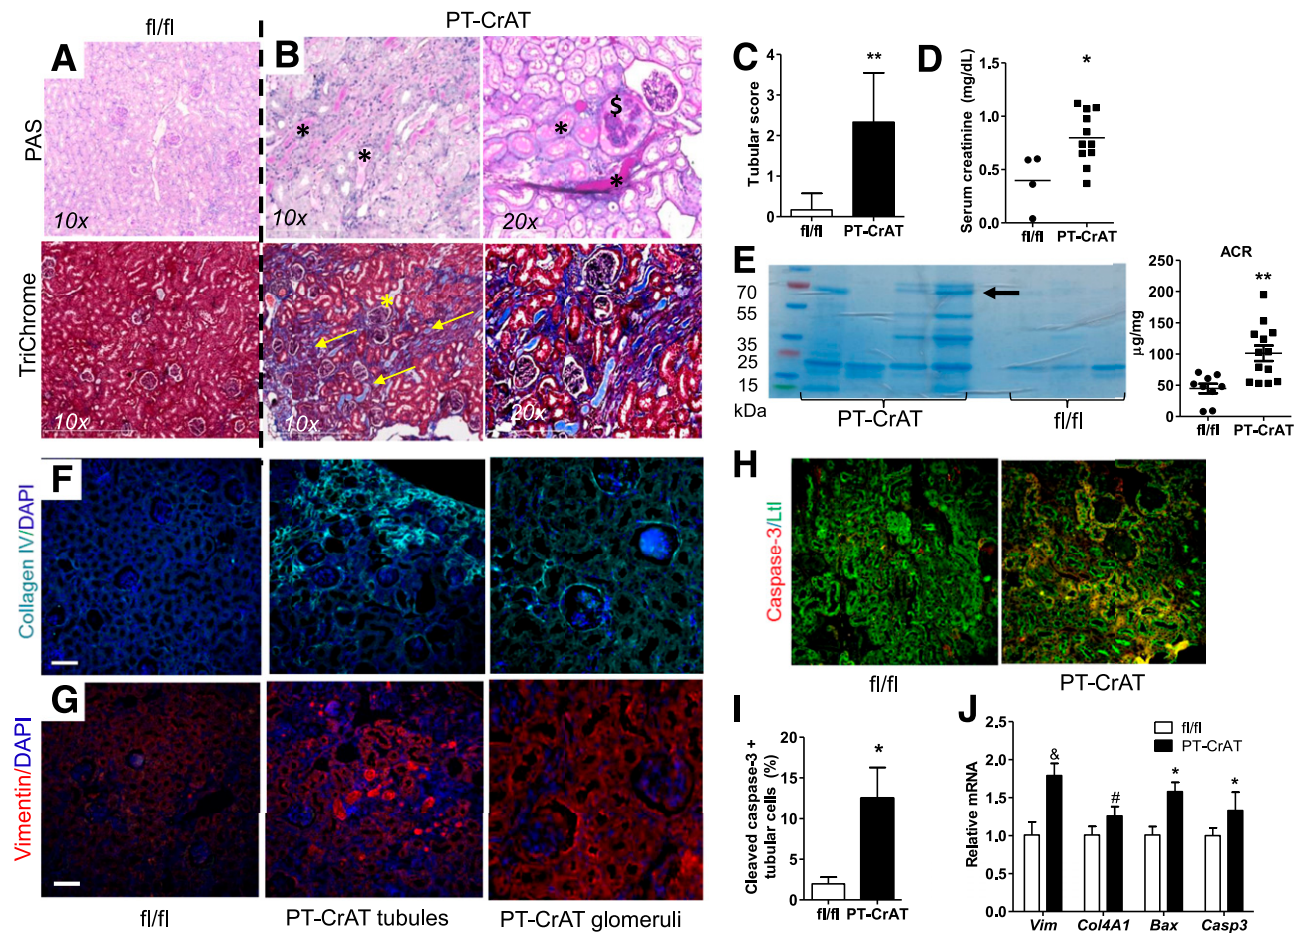 fl/fl
PT-CrAT
A
B
PAS
10x
*
*
10x
$
*
*
20x
TriChrome
10x
*
10x
20x
C
**
Tubular score
4
3
2
1
0
fl/fl
PT-CrAT
D
*
Serum creatinine (mg/dL)
1.5
1.0
0.5
0.0
fl/fl
PT-CrAT
E
70
55
35
25
15
kDa
PT-CrAT
fl/fl
ACR
**
µg/mg
250
200
150
100
50
0
fl/fl
PT-CrAT
F
Collagen IV/DAPI
G
Vimentin/DAPI
fl/fl
PT-CrAT tubules
PT-CrAT glomeruli
H
Caspase-3/Ltl
fl/fl
PT-CrAT
I
*
Cleaved caspase-3 +
tubular cells (%)
20
15
10
5
0
fl/fl
PT-CrAT
J
fl/fl
PT-CrAT
Relative mRNA
2.5
2.0
1.5
1.0
0.5
0.0
&
#
*
*
Vim
Col4A1
Bax
Casp3